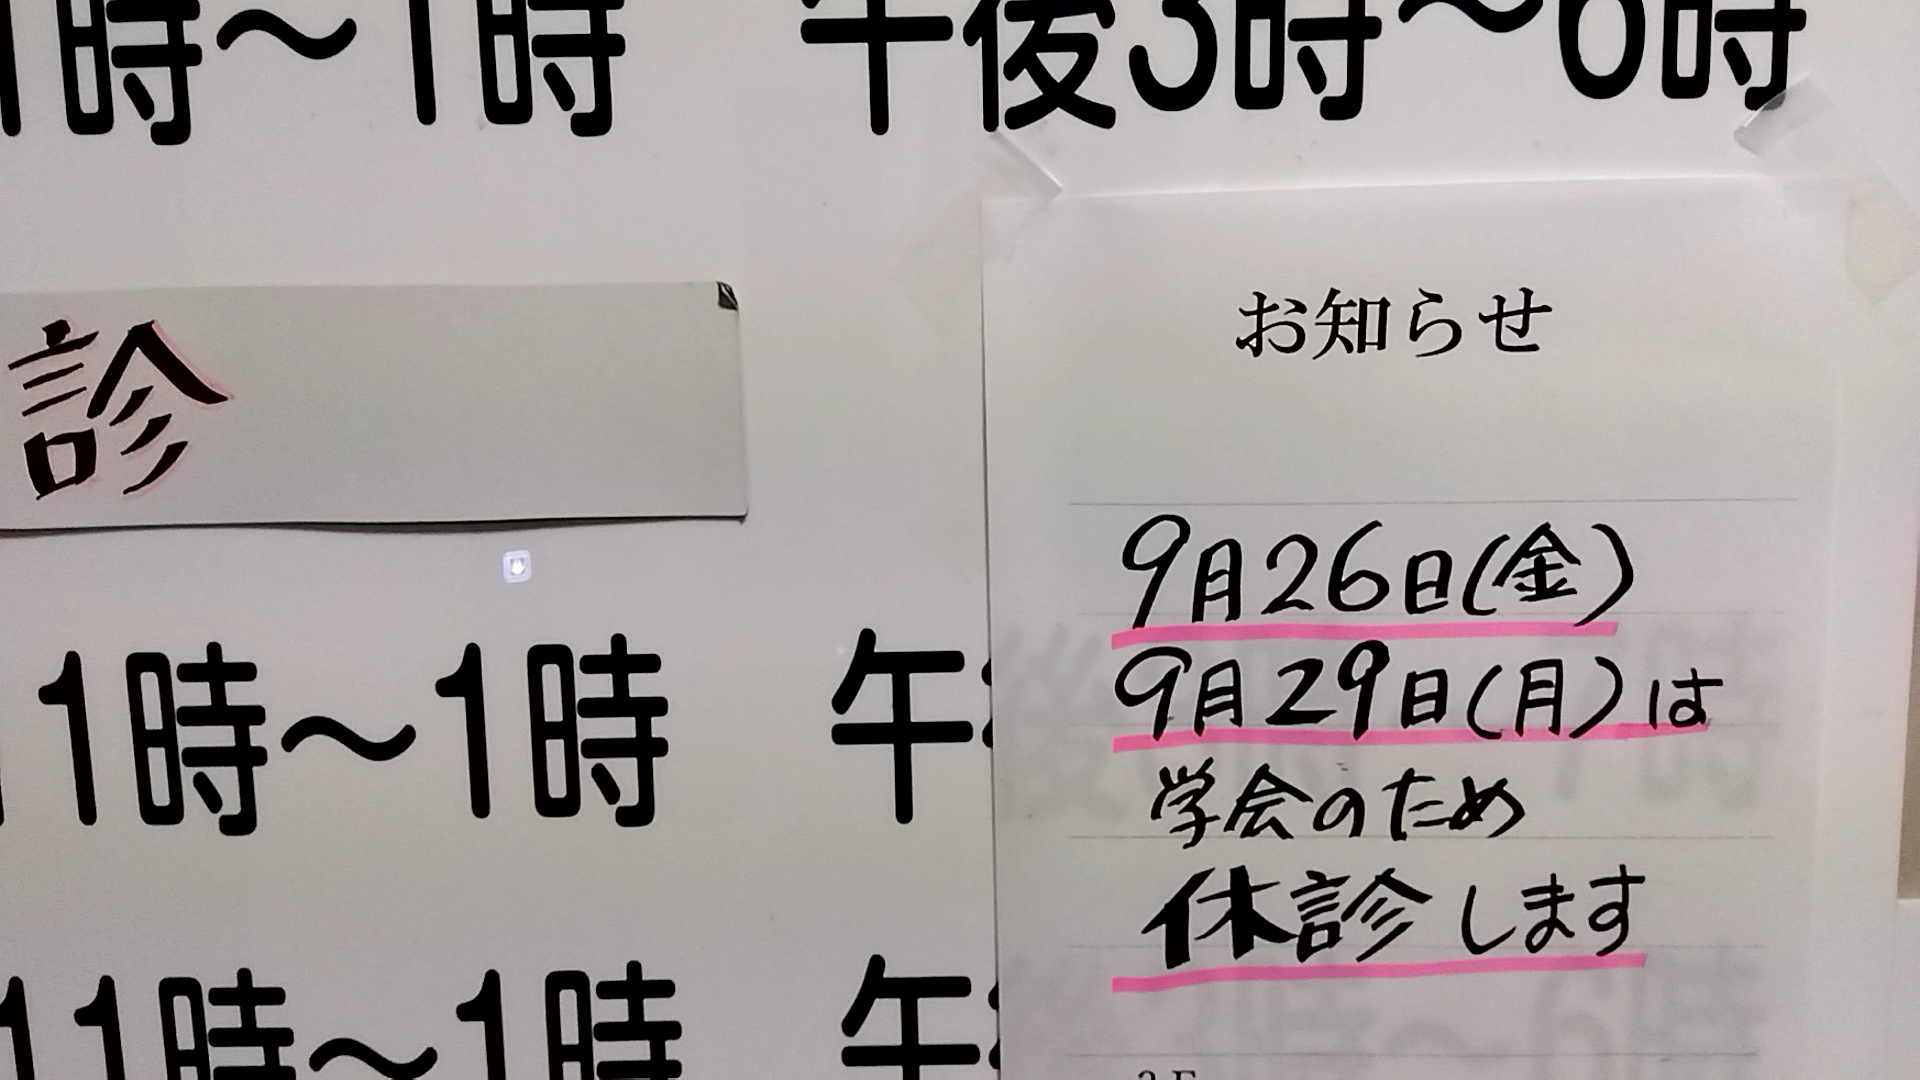 1時～1時 午後3時～6時
診
お知らせ
9月26日(金)
9月29日(月)は
学会のため
休診します
1時～1時 午
11時～1時 午